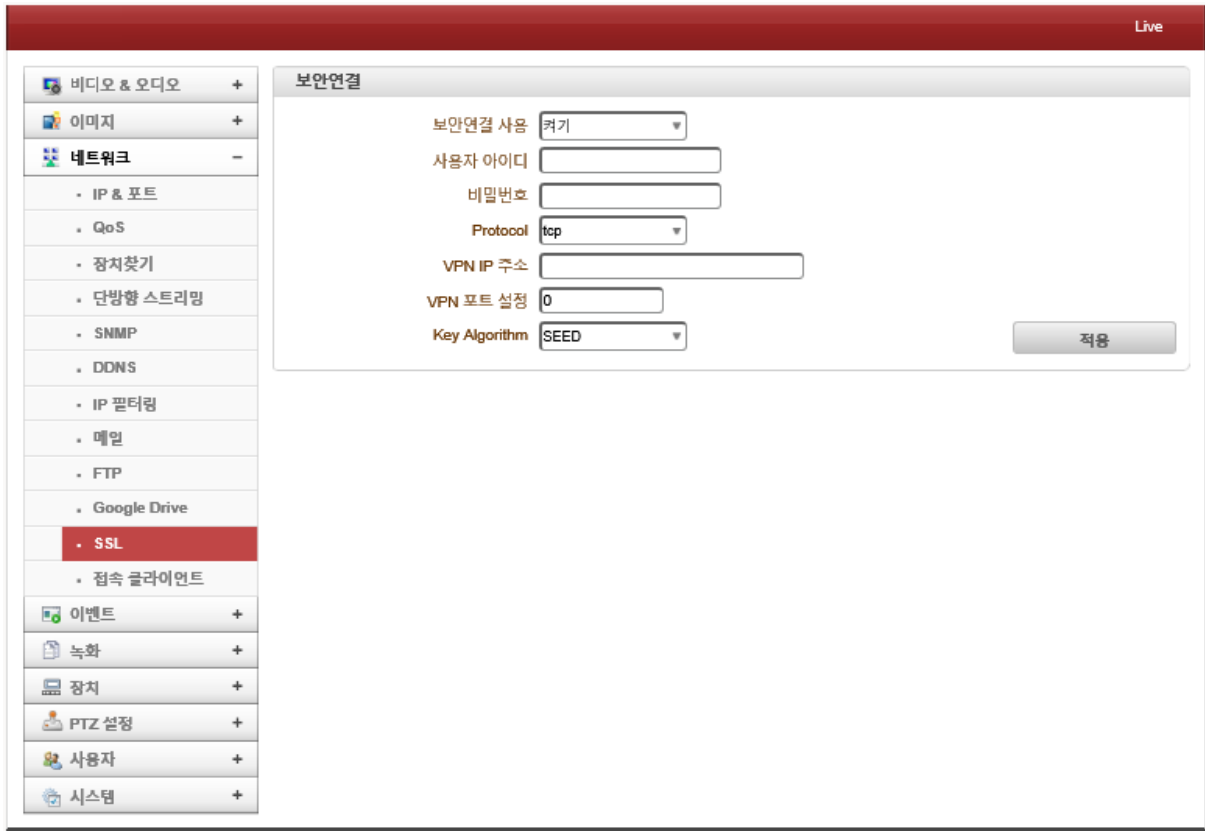 Live
비디오 & 오디오 +
이미지 +
네트워크 -
IP & 포트
QoS
장치찾기
단방향 스트리밍
SNMP
DDNS
IP 필터링
메일
FTP
Google Drive
SSL
접속 클라이언트
이벤트 +
녹화 +
장치 +
PTZ 설정 +
사용자 +
시스템 +
보안연결
보안연결 사용 켜기
사용자 아이디
비밀번호
Protocol tcp
VPN IP 주소
VPN 포트 설정 0
Key Algorithm SEED
적용